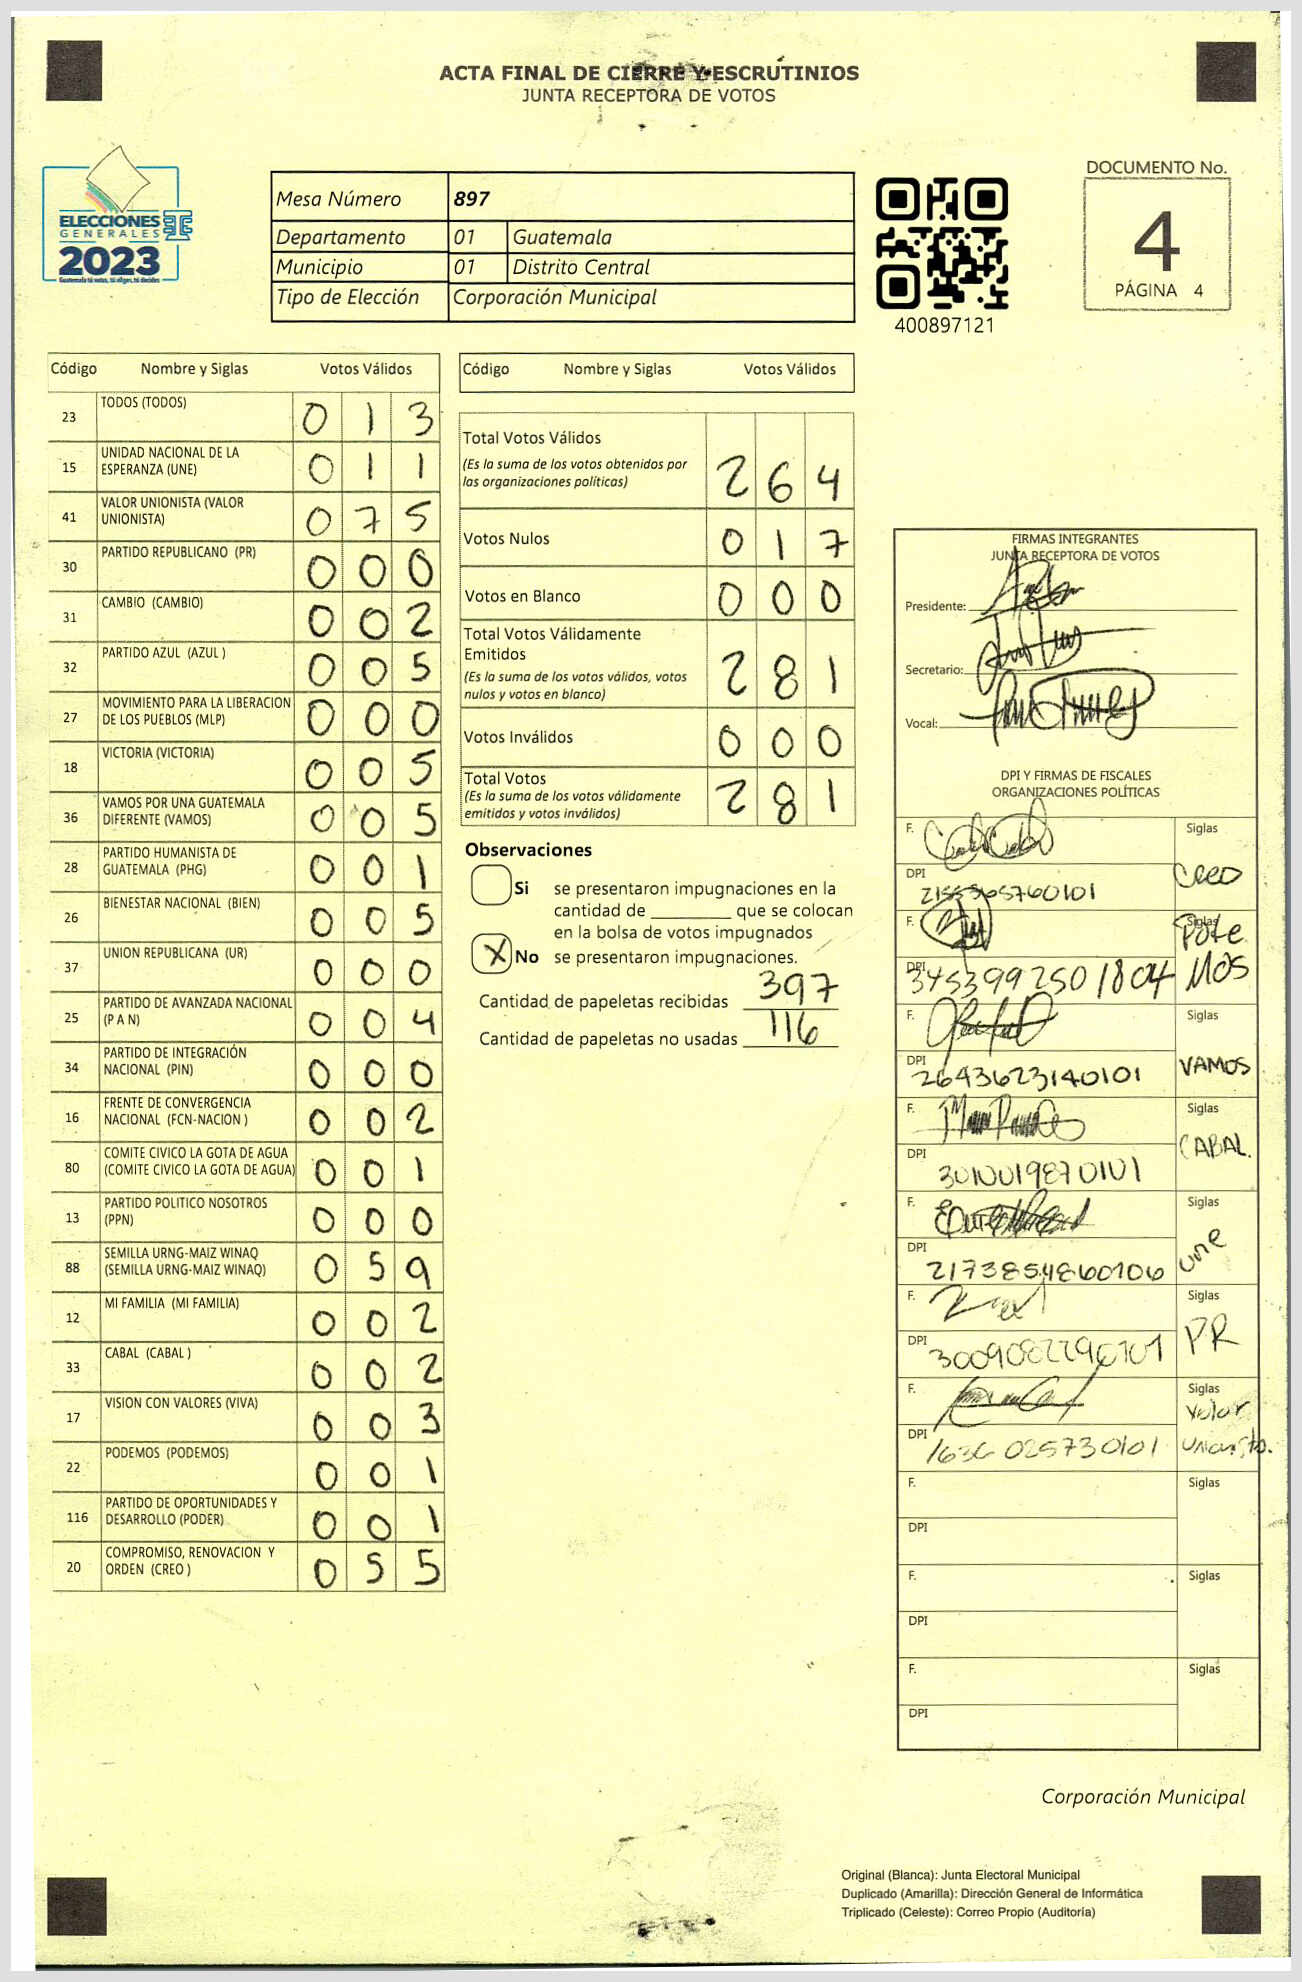 ACTA FINAL DE CIERRE Y ESCRUTINIOS
JUNTA RECEPTORA DE VOTOS
ELECCIONES
GENERALES
2023
Guatemala tú votas, tú eliges, tú decides
Mesa Número 897
Departamento 01 Guatemala
Municipio 01 Distrito Central
Tipo de Elección Corporación Municipal
400897121
DOCUMENTO No.
4
PÁGINA 4
Código Nombre y Siglas Votos Válidos
23 TODOS (TODOS) 0 1 3
15 UNIDAD NACIONAL DE LA ESPERANZA (UNE) 0 1 1
41 VALOR UNIONISTA (VALOR UNIONISTA) 0 7 5
30 PARTIDO REPUBLICANO (PR) 0 0 0
31 CAMBIO (CAMBIO) 0 0 2
32 PARTIDO AZUL (AZUL ) 0 0 5
27 MOVIMIENTO PARA LA LIBERACION DE LOS PUEBLOS (MLP) 0 0 0
18 VICTORIA (VICTORIA) 0 0 5
36 VAMOS POR UNA GUATEMALA DIFERENTE (VAMOS) 0 0 5
28 PARTIDO HUMANISTA DE GUATEMALA (PHG) 0 0 1
26 BIENESTAR NACIONAL (BIEN) 0 0 5
37 UNION REPUBLICANA (UR) 0 0 0
25 PARTIDO DE AVANZADA NACIONAL (P A N) 0 0 4
34 PARTIDO DE INTEGRACIÓN NACIONAL (PIN) 0 0 0
16 FRENTE DE CONVERGENCIA NACIONAL (FCN-NACION ) 0 0 2
80 COMITE CIVICO LA GOTA DE AGUA (COMITE CIVICO LA GOTA DE AGUA) 0 0 1
13 PARTIDO POLITICO NOSOTROS (PPN) 0 0 0
88 SEMILLA URNG-MAIZ WINAQ (SEMILLA URNG-MAIZ WINAQ) 0 5 9
12 MI FAMILIA (MI FAMILIA) 0 0 2
33 CABAL (CABAL ) 0 0 2
17 VISION CON VALORES (VIVA) 0 0 3
22 PODEMOS (PODEMOS) 0 0 1
116 PARTIDO DE OPORTUNIDADES Y DESARROLLO (PODER) 0 0 1
20 COMPROMISO, RENOVACION Y ORDEN (CREO ) 0 5 5
Código Nombre y Siglas Votos Válidos
Total Votos Válidos
(Es la suma de los votos obtenidos por
las organizaciones políticas) 2 6 4
Votos Nulos 0 1 7
Votos en Blanco 0 0 0
Total Votos Válidamente
Emitidos
(Es la suma de los votos válidos, votos
nulos y votos en blanco) 2 8 1
Votos Inválidos 0 0 0
Total Votos
(Es la suma de los votos válidamente
emitidos y votos inválidos) 2 8 1
Observaciones
Si se presentaron impugnaciones en la
cantidad de ________ que se colocan
en la bolsa de votos impugnados
X No se presentaron impugnaciones.
Cantidad de papeletas recibidas 397
Cantidad de papeletas no usadas 116
FIRMAS INTEGRANTES
JUNTA RECEPTORA DE VOTOS
Presidente:
Secretario:
Vocal:
DPI Y FIRMAS DE FISCALES
ORGANIZACIONES POLÍTICAS
F. Siglas
DPI Creo
F. Siglas
Pode
DPI 3453992501804 Mos
F. Siglas
DPI 2643623140101 VAMOS
F. Siglas
DPI 3010019870101 CABAL.
F. Siglas
DPI 2173854860106 une
F. Siglas
DPI PR
F. Siglas
Valor
DPI 1636 025730101 Unionista.
F. Siglas
DPI
F. Siglas
DPI
F. Siglas
DPI
Corporación Municipal
Original (Blanca): Junta Electoral Municipal
Duplicado (Amarilla): Dirección General de Informática
Triplicado (Celeste): Correo Propio (Auditoría)